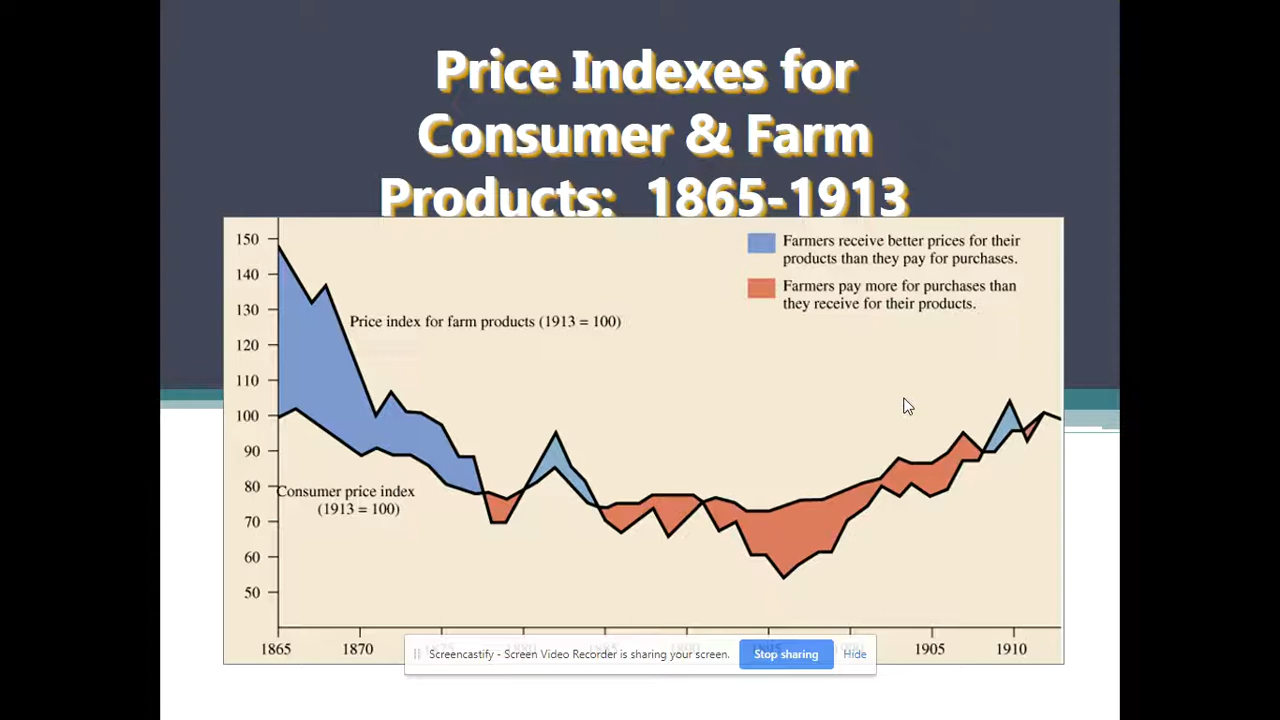 Price Indexes for
Consumer & Farm
Products: 1865-1913
150
140
130
120
110
100
90
80
70
60
50
Farmers receive better prices for their
products than they pay for purchases.
Farmers pay more for purchases than
they receive for their products.
Price index for farm products (1913 = 100)
Consumer price index
(1913 = 100)
1865 1870 1905 1910
Screencastify - Screen Video Recorder is sharing your screen. Stop sharing Hide